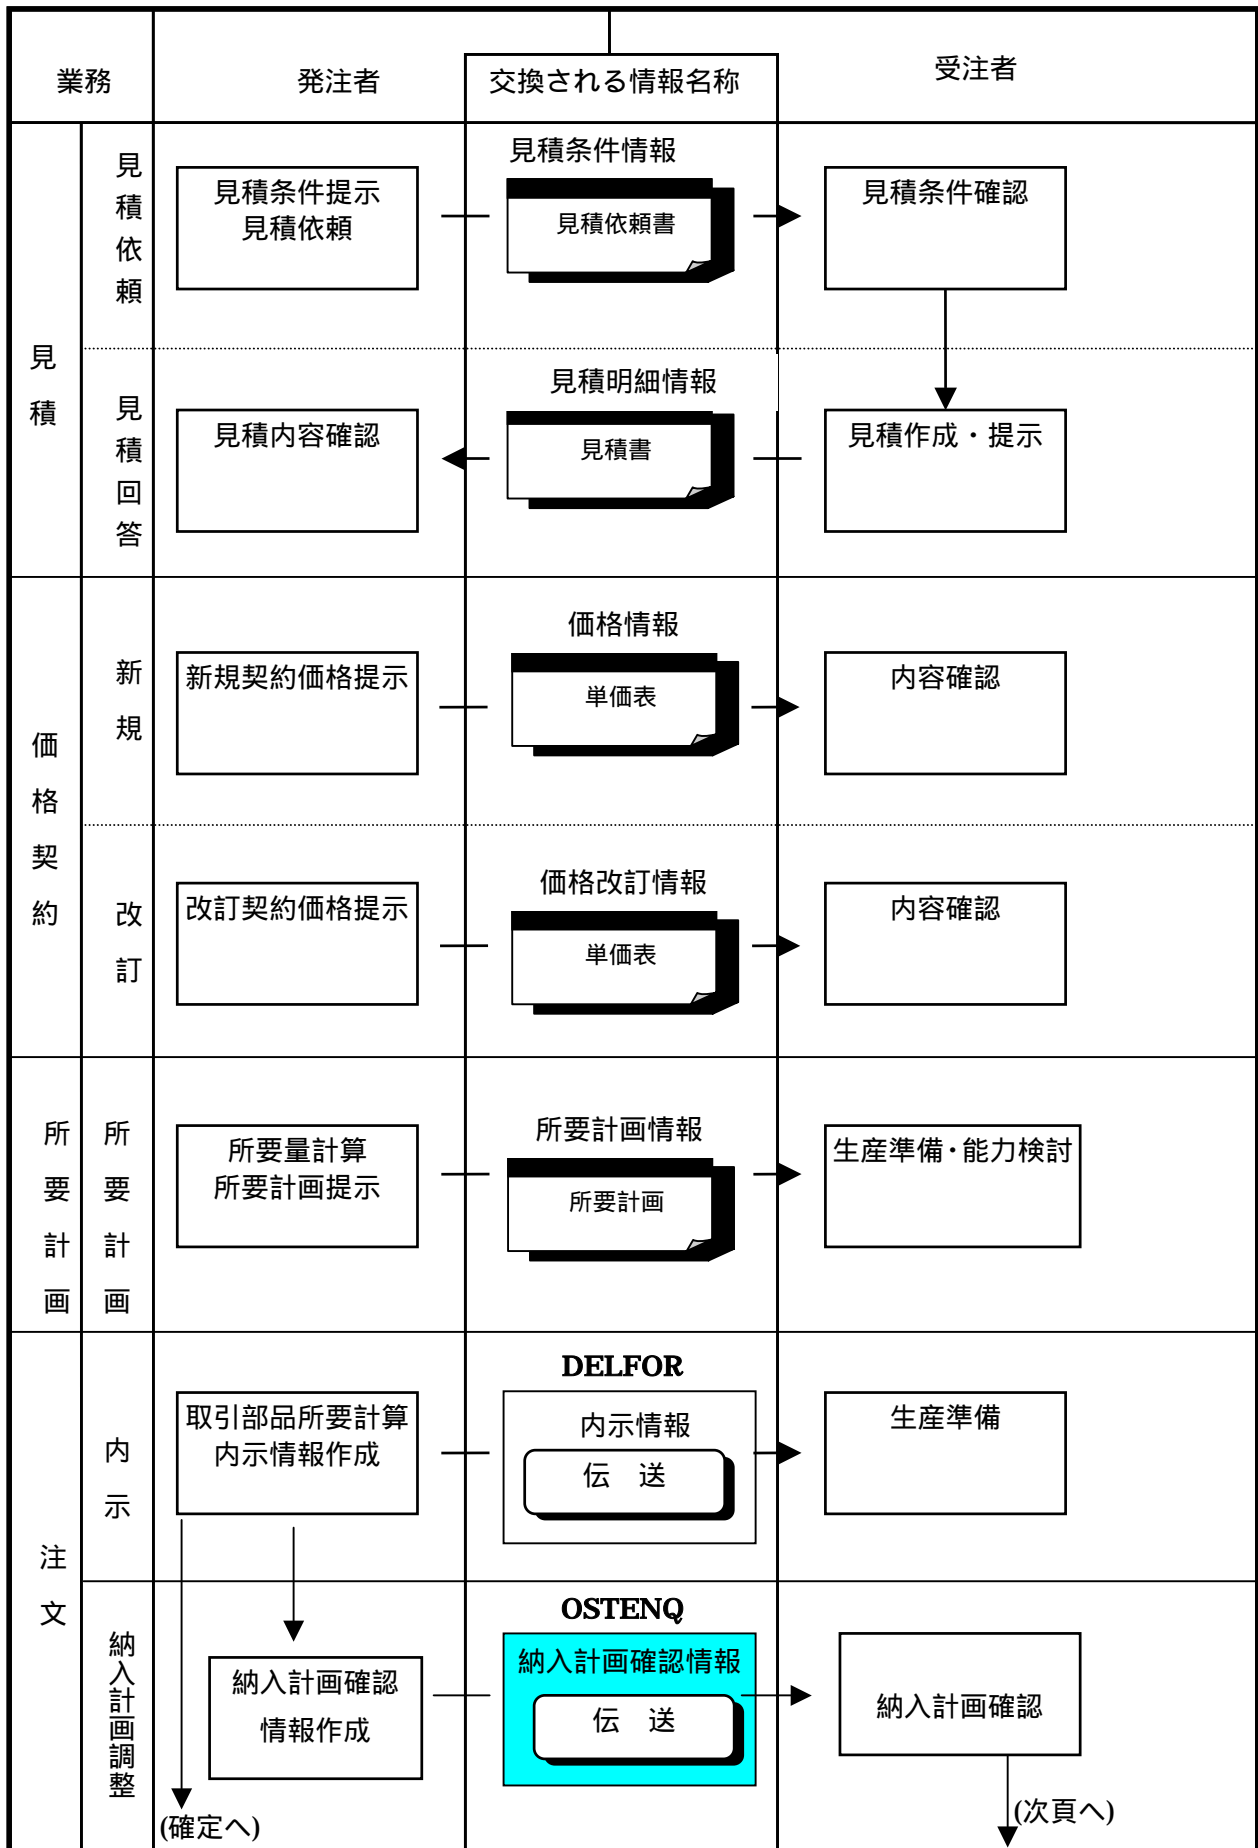 業務
発注者
交換される情報名称
受注者
見積
見積依頼
見積条件提示
見積依頼
見積条件情報
見積依頼書
見積条件確認
見積回答
見積内容確認
見積明細情報
見積書
見積作成・提示
価格契約
新規
新規契約価格提示
価格情報
単価表
内容確認
改訂
改訂契約価格提示
価格改訂情報
単価表
内容確認
所要計画
所要計画
所要量計算
所要計画提示
所要計画情報
所要計画
生産準備・能力検討
注文
内示
取引部品所要計算
内示情報作成
DELFOR
内示情報
伝　送
生産準備
納入計画調整
納入計画確認
情報作成
OSTENQ
納入計画確認情報
伝　送
納入計画確認
(確定へ)
(次頁へ)